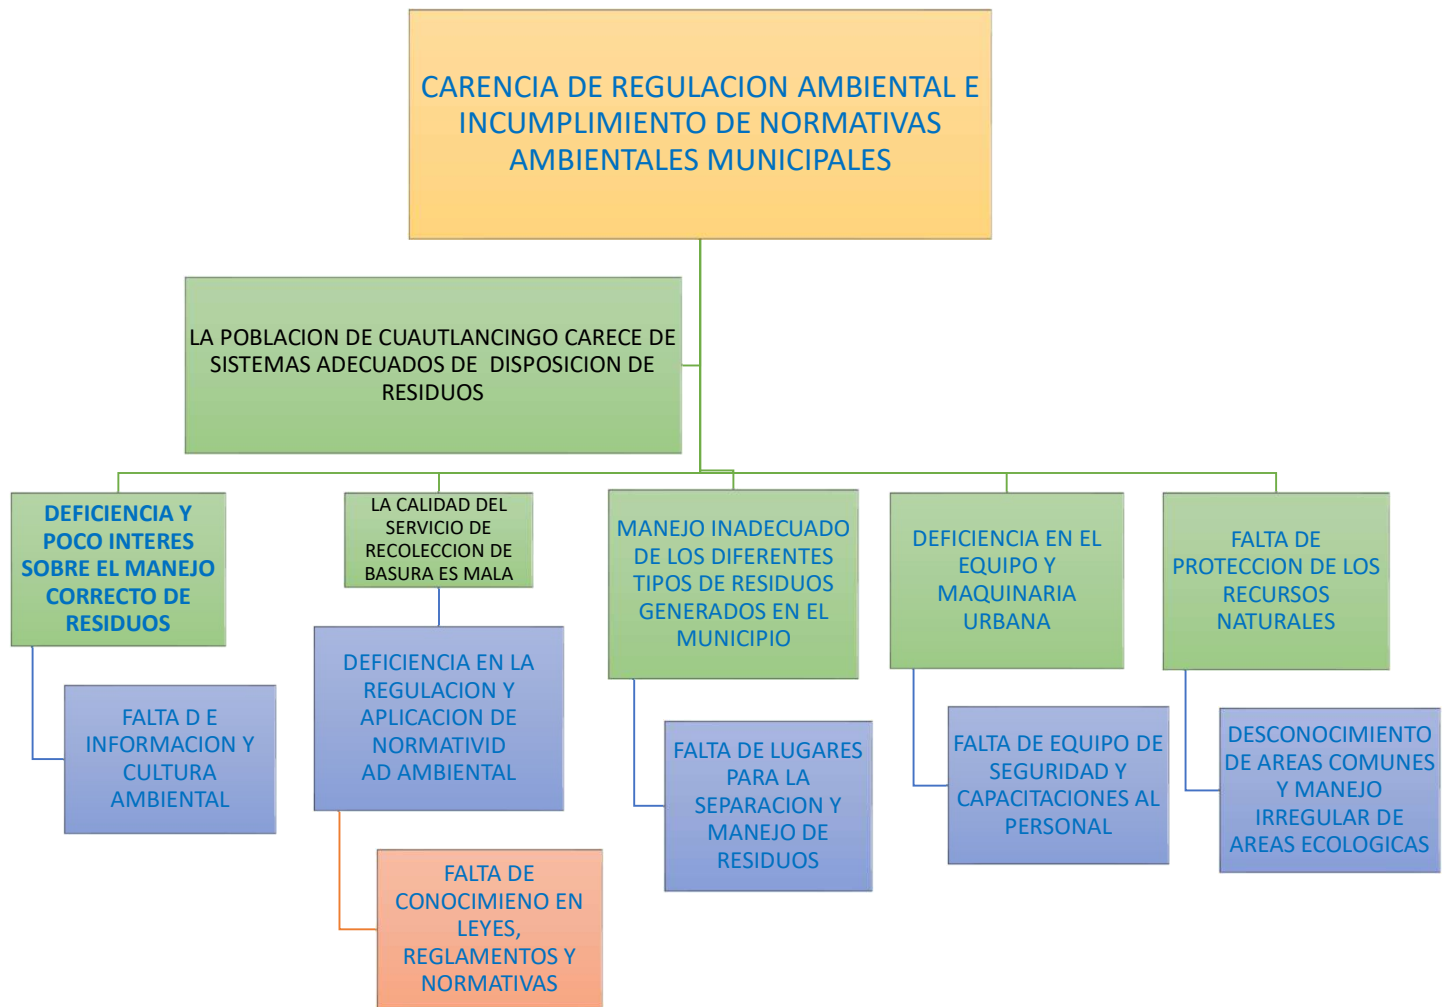 CARENCIA DE REGULACION AMBIENTAL E
INCUMPLIMIENTO DE NORMATIVAS
AMBIENTALES MUNICIPALES
LA POBLACION DE CUAUTLANCINGO CARECE DE
SISTEMAS ADECUADOS DE  DISPOSICION DE
RESIDUOS
DEFICIENCIA Y
POCO INTERES
SOBRE EL MANEJO
CORRECTO DE
RESIDUOS
LA CALIDAD DEL
SERVICIO DE
RECOLECCION DE
BASURA ES MALA
MANEJO INADECUADO
DE LOS DIFERENTES
TIPOS DE RESIDUOS
GENERADOS EN EL
MUNICIPIO
DEFICIENCIA EN EL
EQUIPO Y
MAQUINARIA
URBANA
FALTA DE
PROTECCION DE LOS
RECURSOS
NATURALES
FALTA D E
INFORMACION Y
CULTURA
AMBIENTAL
DEFICIENCIA EN LA
REGULACION Y
APLICACION DE
NORMATIVID
AD AMBIENTAL
FALTA DE LUGARES
PARA LA
SEPARACION Y
MANEJO DE
RESIDUOS
FALTA DE EQUIPO DE
SEGURIDAD Y
CAPACITACIONES AL
PERSONAL
DESCONOCIMIENTO
DE AREAS COMUNES
Y MANEJO
IRREGULAR DE
AREAS ECOLOGICAS
FALTA DE
CONOCIMIENO EN
LEYES,
REGLAMENTOS Y
NORMATIVAS